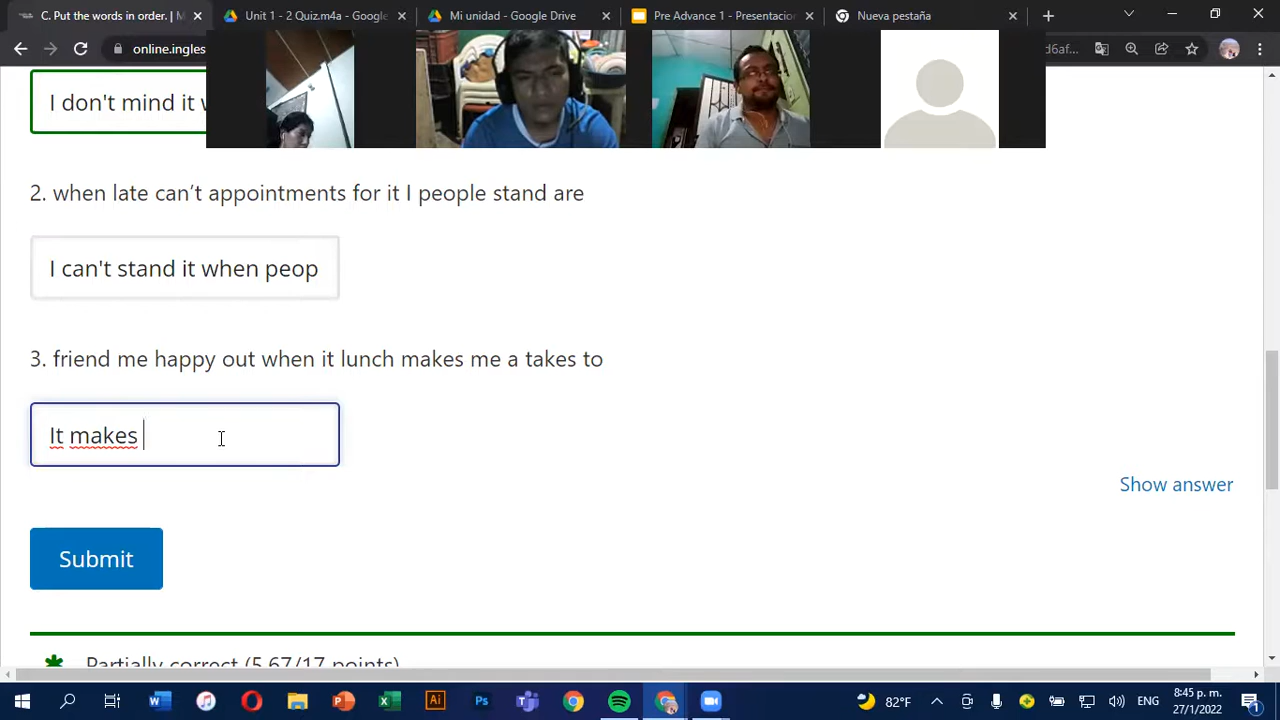 C. Put the words in order. | M
Unit 1 - 2 Quiz.m4a - Google
Mi unidad - Google Drive
Pre Advance 1 - Presentacion
Nueva pestaña
online.ingles
d6af...
I don't mind it w
2. when late can’t appointments for it I people stand are
I can't stand it when peop
3. friend me happy out when it lunch makes me a takes to
It makes
Show answer
Submit
Partially correct (5.67/17 points)
82°F
ENG
8:45 p. m.
27/1/2022
1